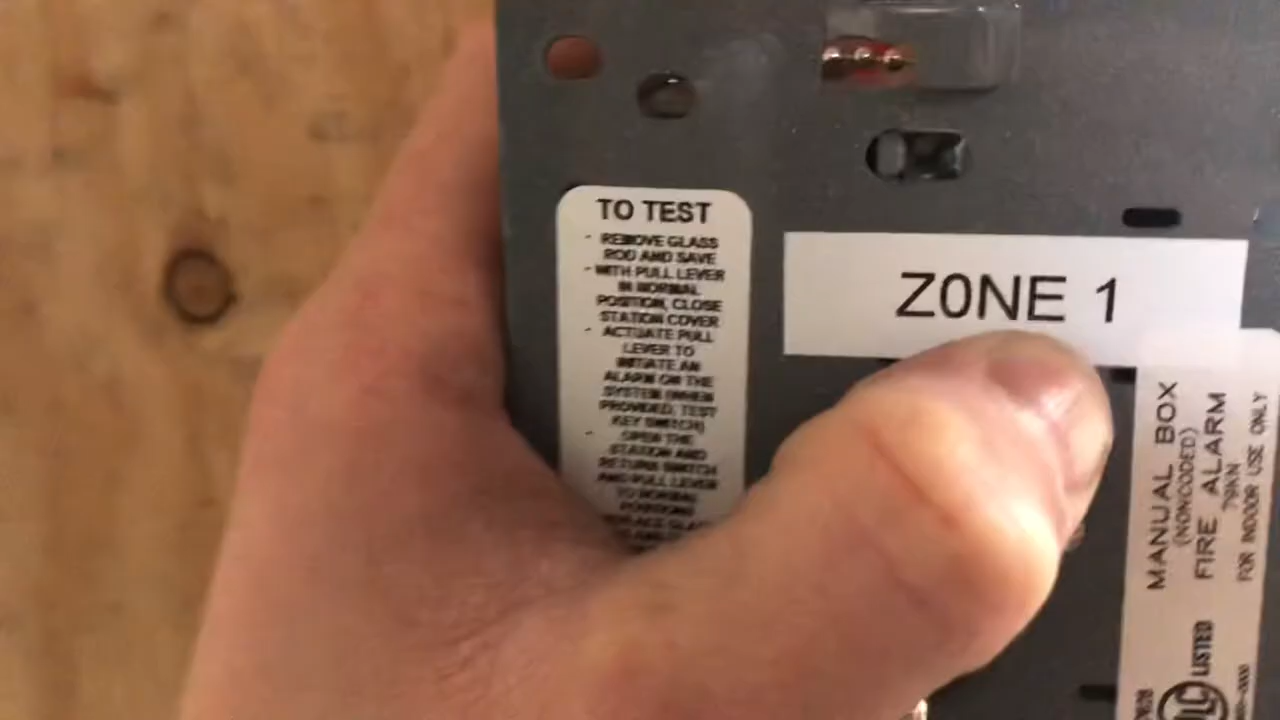 TO TEST
- REMOVE GLASS
ROD AND SAVE
- WITH PULL LEVER
IN NORMAL
POSITION, CLOSE
STATION COVER
- ACTUATE PULL
LEVER TO
INITIATE AN
ALARM ON THE
SYSTEM (WHEN
PROVIDED, TEST
KEY SWITCH)
- OPEN THE
STATION AND
RETURN SWITCH
AND PULL LEVER
TO NORMAL
POSITIONS
ZONE 1
MANUAL BOX
(NONCODED)
FIRE ALARM
FOR INDOOR USE ONLY
LISTED